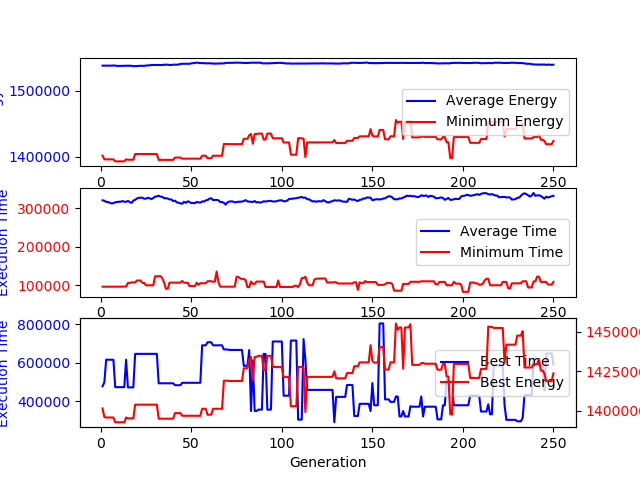 1500000
1400000
Average Energy
Minimum Energy
0 50 100 150 200 250
Execution Time
300000
200000
100000
Average Time
Minimum Time
0 50 100 150 200 250
Execution Time
800000
600000
400000
Best Time
Best Energy
1450000
1425000
1400000
0 50 100 150 200 250
Generation